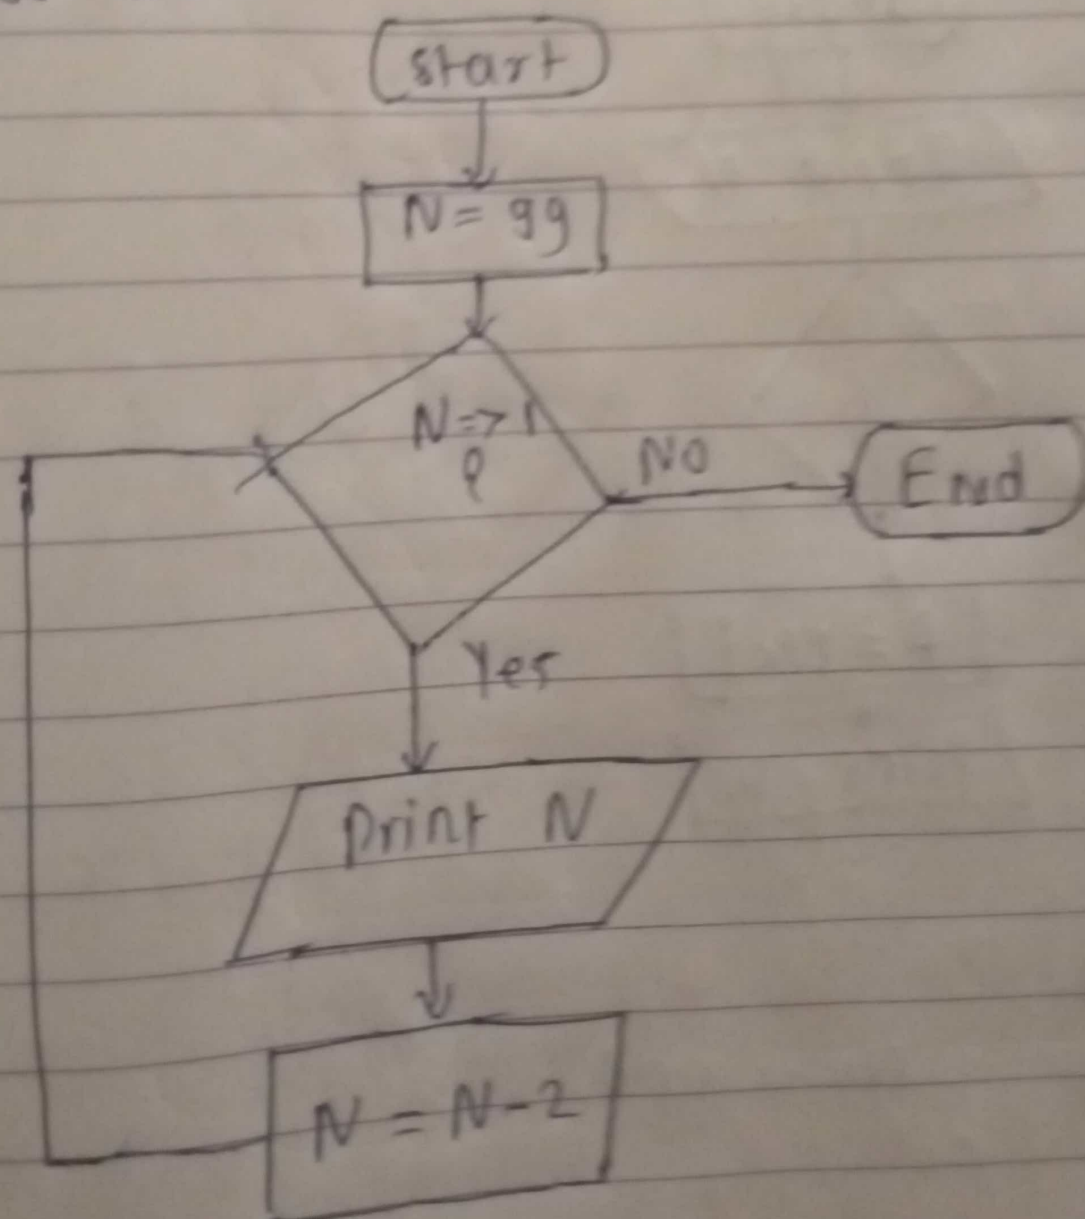 Start
N = 99
N => 1
?
NO
End
Yes
Print N
N = N-2